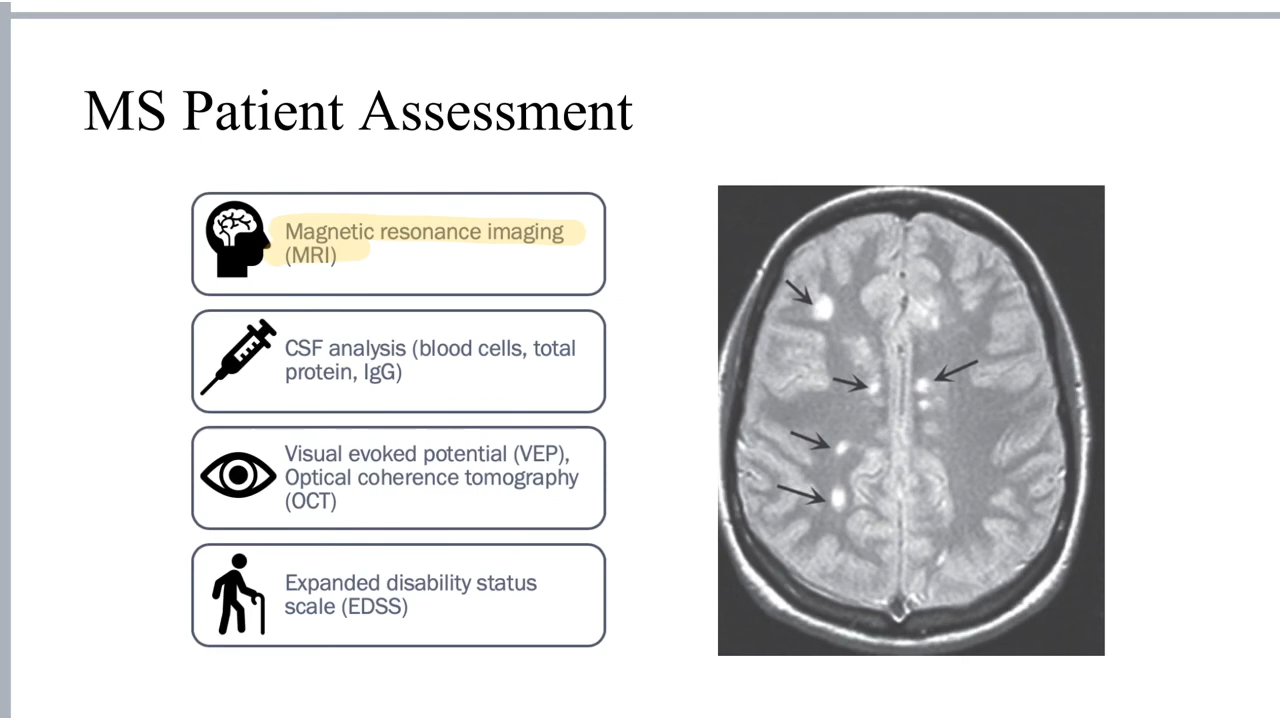 MS Patient Assessment
Magnetic resonance imaging
(MRI)
CSF analysis (blood cells, total
protein, IgG)
Visual evoked potential (VEP),
Optical coherence tomography
(OCT)
Expanded disability status
scale (EDSS)